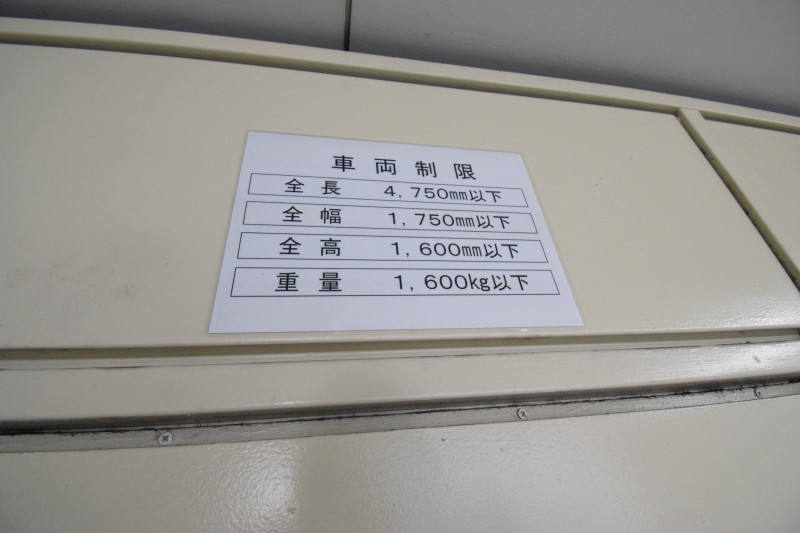 車両制限
全長 4,750mm以下
全幅 1,750mm以下
全高 1,600mm以下
重量 1,600kg以下